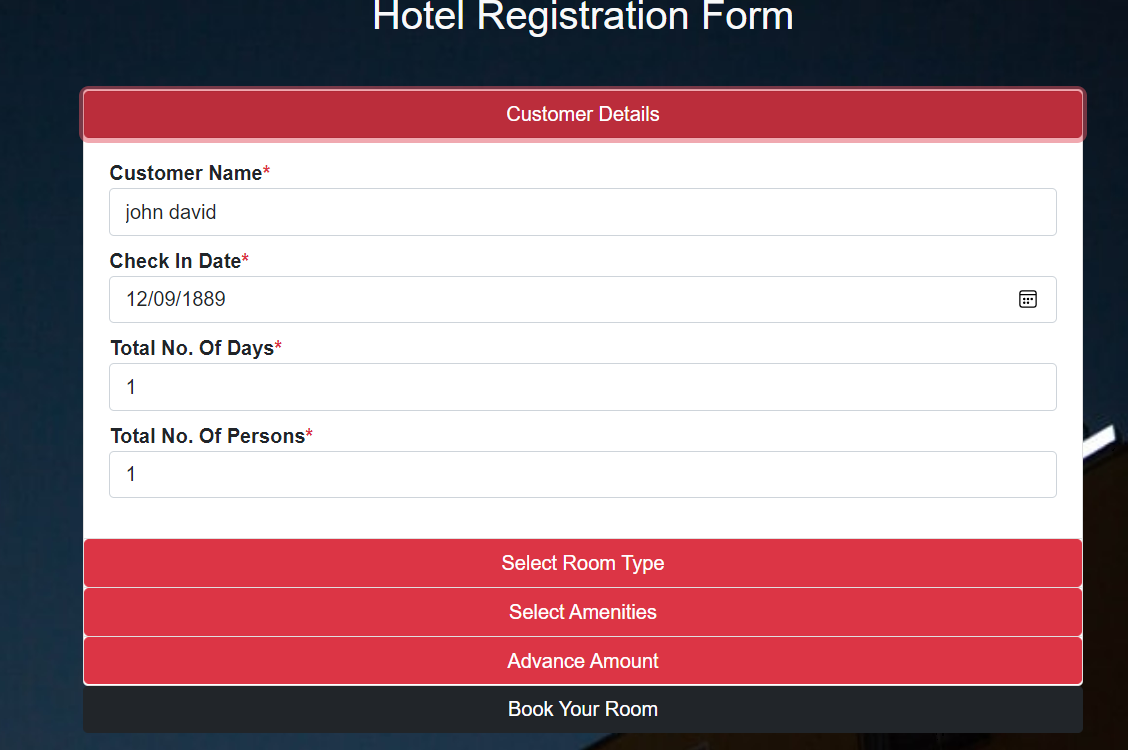 Hotel Registration Form
Customer Details
Customer Name*
john david
Check In Date*
12/09/1889
Total No. Of Days*
1
Total No. Of Persons*
1
Select Room Type
Select Amenities
Advance Amount
Book Your Room